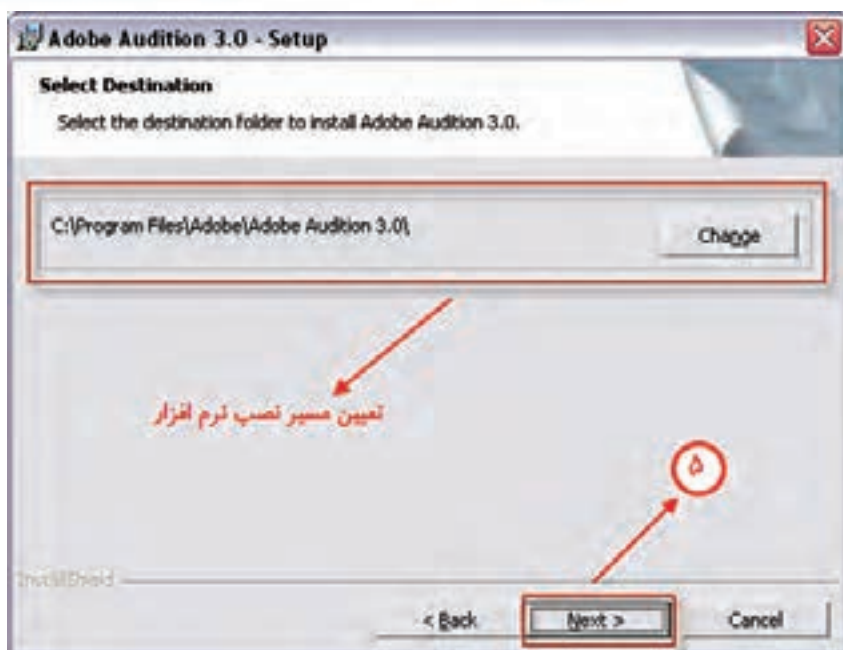 Adobe Audition 3.0 - Setup
Select Destination
Select the destination folder to install Adobe Audition 3.0.
C:\Program Files\Adobe\Adobe Audition 3.0\
Change
تعیین مسیر نصب نرم افزار
۵
InstallShield
< Back
Next >
Cancel